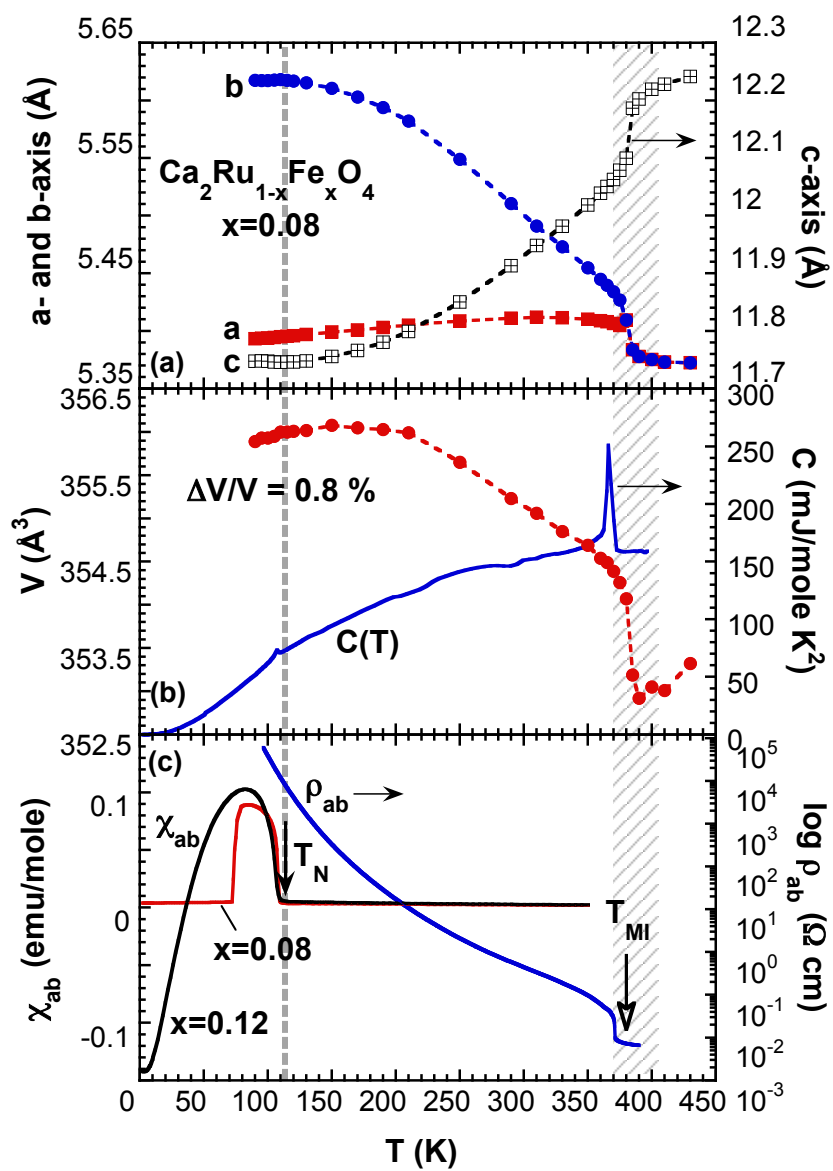 5.65
5.55
5.45
5.35
a- and b-axis (Å)
12.3
12.2
12.1
12
11.9
11.8
11.7
c-axis (Å)
b
Ca₂Ru₁₋ₓFeₓO₄
x=0.08
a
c
(a)
356.5
355.5
354.5
353.5
352.5
V (Å³)
300
250
200
150
100
50
0
C (mJ/mole K²)
ΔV/V = 0.8 %
C(T)
(b)
(c)
0.1
0
-0.1
χab (emu/mole)
10⁵
10⁴
10³
10²
10¹
10⁰
10⁻¹
10⁻²
10⁻³
log ρab (Ω cm)
ρab
χab
TN
TMI
x=0.08
x=0.12
0 50 100 150 200 250 300 350 400 450
T (K)